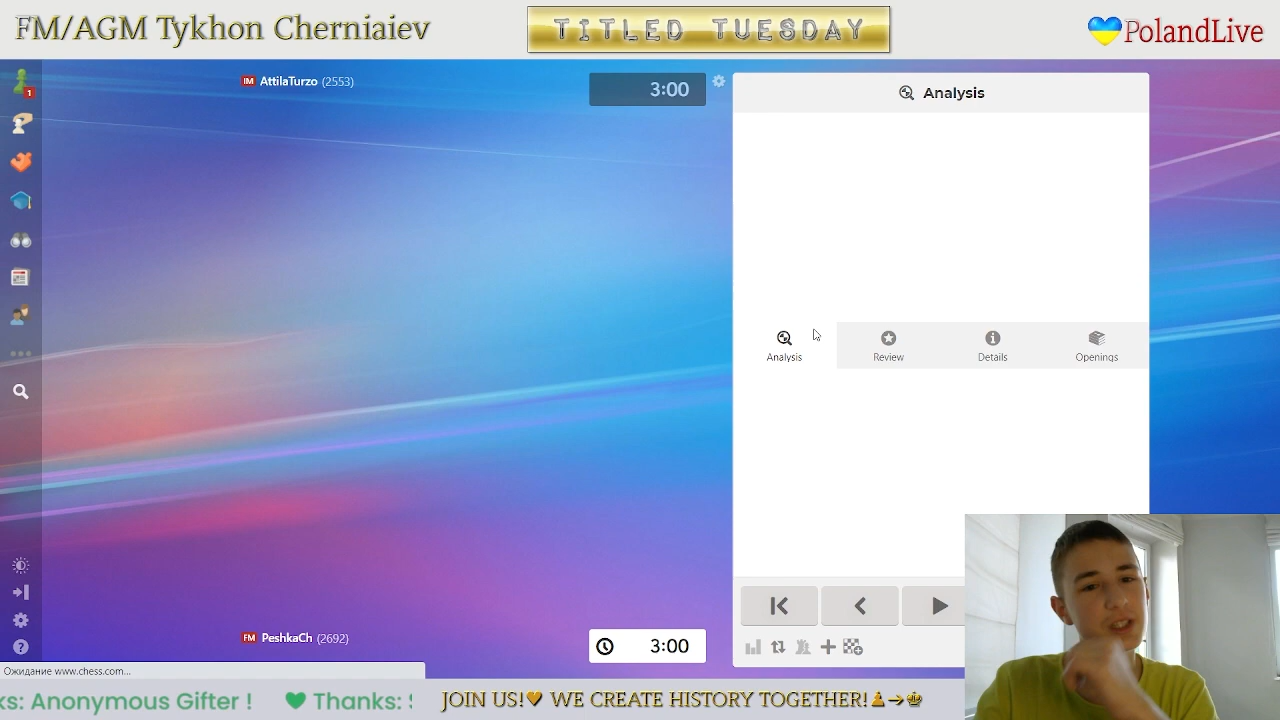 FM/AGM Tykhon Cherniaiev
TITLED TUESDAY
PolandLive
IM AttilaTurzo (2553)
3:00
Analysis
1
Analysis
Review
Details
Openings
FM PeshkaCh (2692)
3:00
Ожидание www.chess.com...
ks: Anonymous Gifter !
Thanks: S
JOIN US! WE CREATE HISTORY TOGETHER!